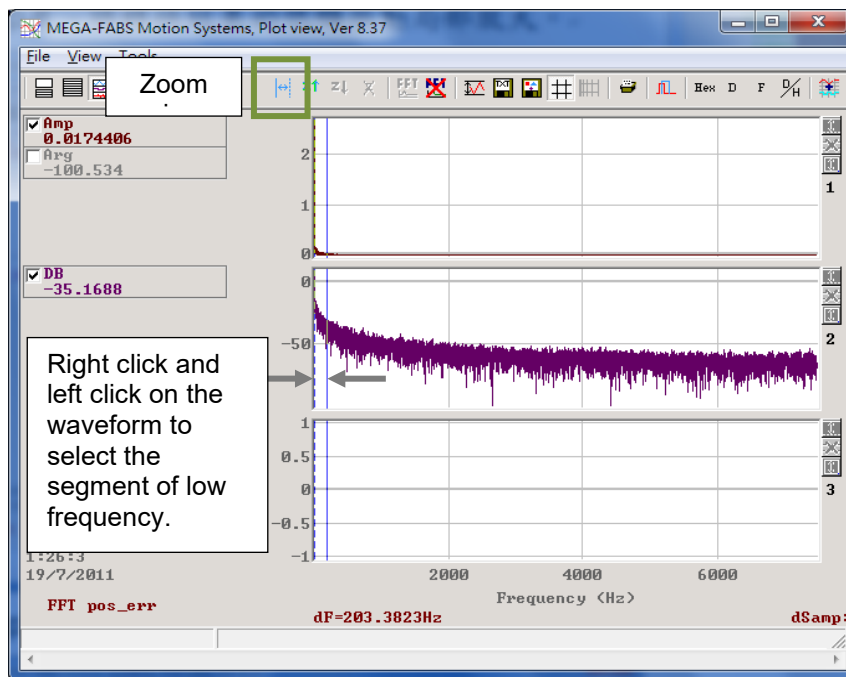 MEGA-FABS Motion Systems, Plot view, Ver 8.37
File View Tools
Zoom
FFT
TXT
Hex D F D/H
Amp
0.0174406
Arg
-100.534
2
1
0
1
DB
-35.1688
0
-50
2
Right click and
left click on the
waveform to
select the
segment of low
frequency.
1
0.5
0
-0.5
-1
3
1:26:3
19/7/2011
2000 4000 6000
Frequency (Hz)
FFT pos_err
dF=203.3823Hz
dSamp: